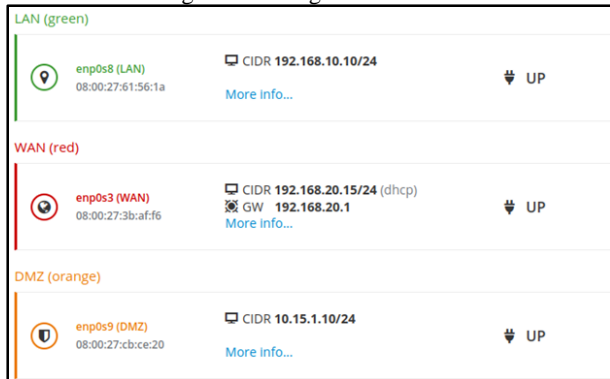 LAN (green)
enp0s8 (LAN)
08:00:27:61:56:1a
CIDR 192.168.10.10/24
More info...
UP
WAN (red)
enp0s3 (WAN)
08:00:27:3b:af:f6
CIDR 192.168.20.15/24 (dhcp)
GW 192.168.20.1
More info...
UP
DMZ (orange)
enp0s9 (DMZ)
08:00:27:cb:ce:20
CIDR 10.15.1.10/24
More info...
UP